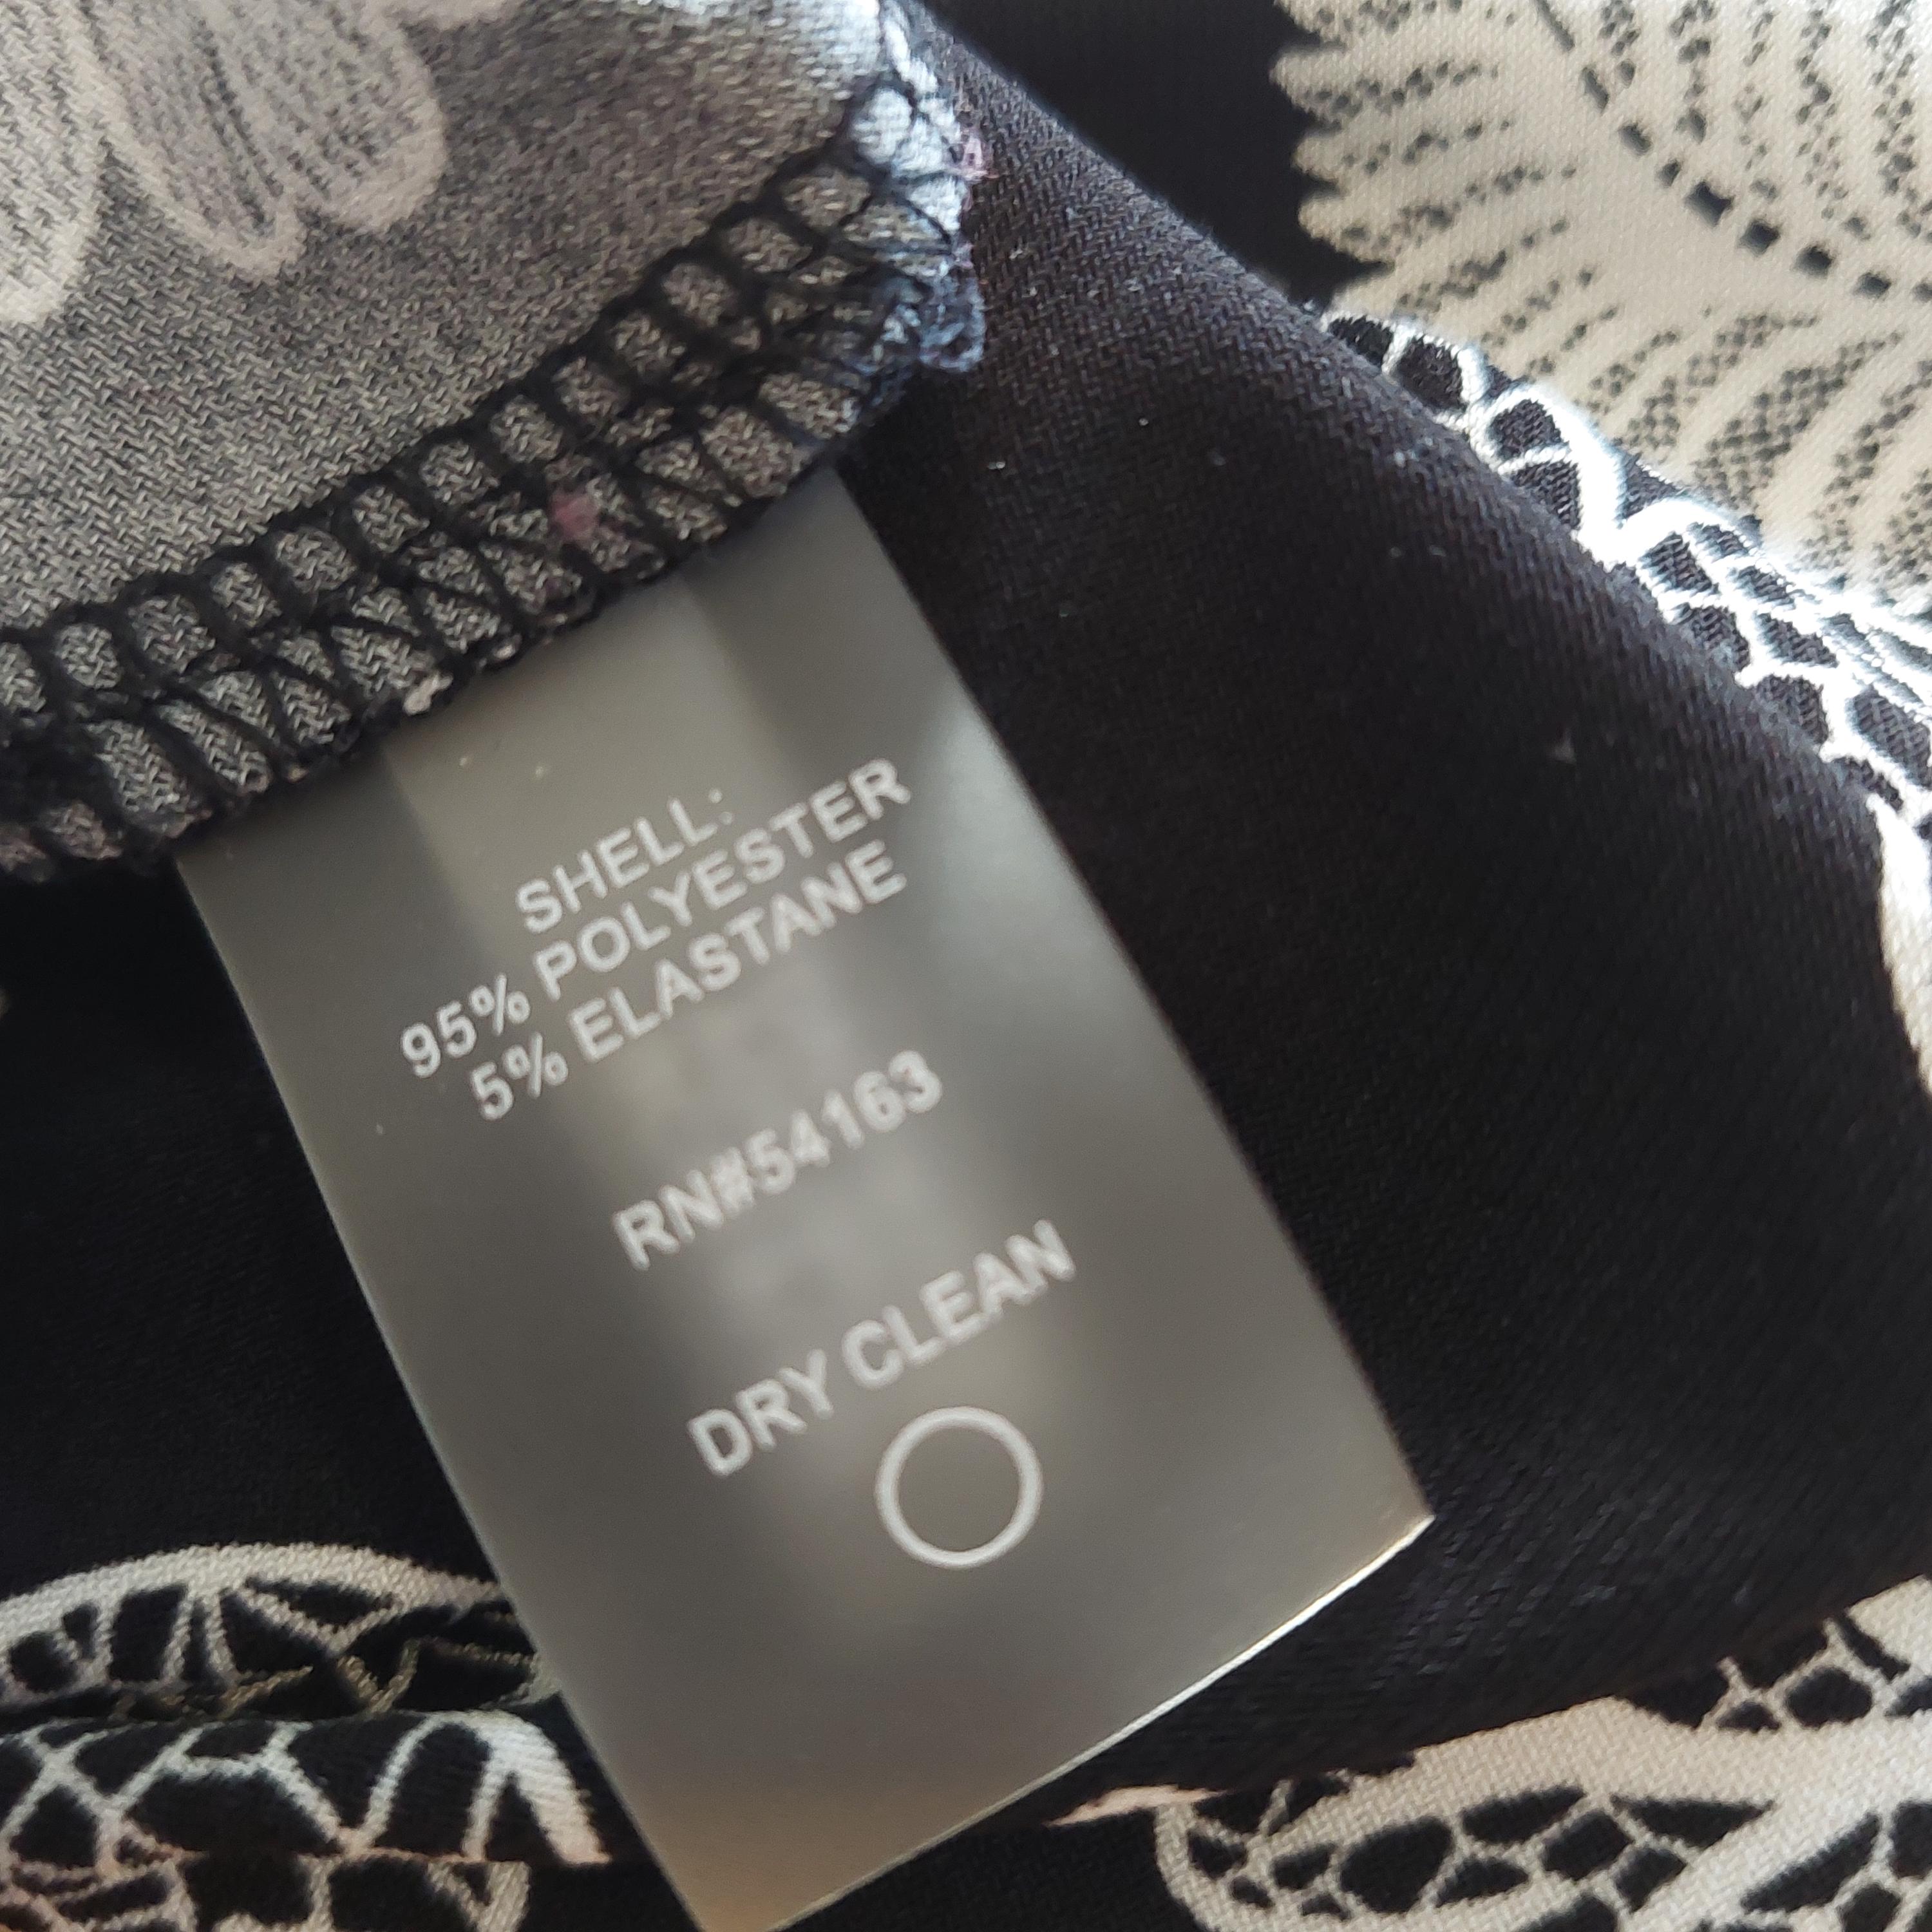 SHELL:
95% POLYESTER
5% ELASTANE
RN#54163
DRY CLEAN